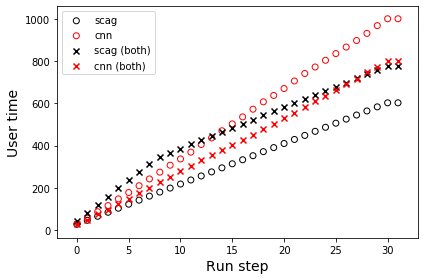 scag
cnn
scag (both)
cnn (both)
1000
800
600
400
200
0
User time
0
5
10
15
20
25
30
Run step